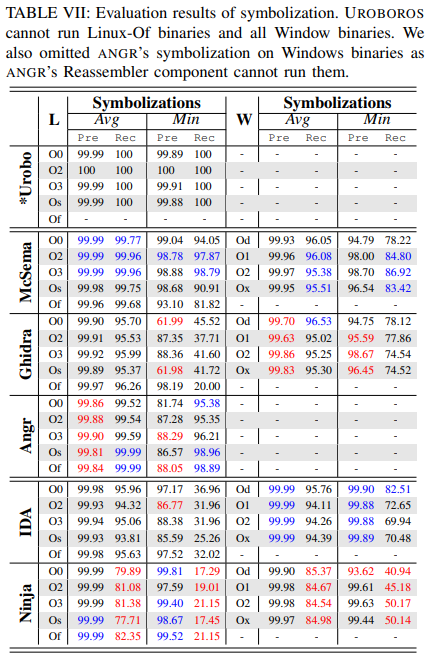 TABLE VII: Evaluation results of symbolization. UROBOROS
cannot run Linux-Of binaries and all Window binaries. We
also omitted ANGR's symbolization on Windows binaries as
ANGR's Reassembler component cannot run them.
L Symbolizations W Symbolizations
Avg Min Avg Min
Pre Rec Pre Rec Pre Rec Pre Rec
*Urobo
O0 99.99 100 99.89 100 - - - - -
O2 100 100 100 100 - - - - -
O3 99.99 100 99.91 100 - - - - -
Os 99.99 100 99.88 100 - - - - -
Of - - - - - - - - -
McSema
O0 99.99 99.77 99.04 94.05 Od 99.93 96.05 94.79 78.22
O2 99.99 99.96 98.78 97.87 O1 99.96 96.08 98.00 84.80
O3 99.99 99.96 98.88 98.79 O2 99.97 95.38 98.70 86.92
Os 99.98 99.75 98.68 90.91 Ox 99.95 95.51 96.54 83.42
Of 99.96 99.68 93.10 81.82
Ghidra
O0 99.90 95.70 61.99 45.52 Od 99.70 96.53 94.75 78.12
O2 99.91 95.53 87.35 37.71 O1 99.63 95.02 95.59 77.86
O3 99.92 95.99 88.36 41.60 O2 99.86 95.25 98.67 74.54
Os 99.89 95.37 61.98 41.72 Ox 99.83 95.30 96.45 74.52
Of 99.97 96.26 98.19 20.00
Angr
O0 99.86 99.52 81.74 95.38 - - - - -
O2 99.88 99.54 87.28 95.35 - - - - -
O3 99.90 99.59 88.29 96.21 - - - - -
Os 99.81 99.99 86.57 98.96 - - - - -
Of 99.84 99.99 88.05 98.89 - - - - -
IDA
O0 99.98 95.96 97.17 36.96 Od 99.99 95.76 99.90 82.51
O2 99.93 94.32 86.77 31.96 O1 99.99 94.11 99.88 72.65
O3 99.94 95.06 88.38 31.96 O2 99.99 94.26 99.88 69.94
Os 99.93 93.81 85.59 25.26 Ox 99.99 94.39 99.89 70.48
Of 99.98 95.63 97.52 32.02
Ninja
O0 99.99 79.89 99.81 17.29 Od 99.90 85.37 93.62 40.94
O2 99.99 81.08 97.59 19.01 O1 99.98 84.67 99.61 45.18
O3 99.99 81.38 99.40 21.15 O2 99.98 84.54 99.63 50.17
Os 99.99 77.71 98.67 17.45 Ox 99.97 84.98 99.44 50.14
Of 99.99 82.35 99.52 21.15